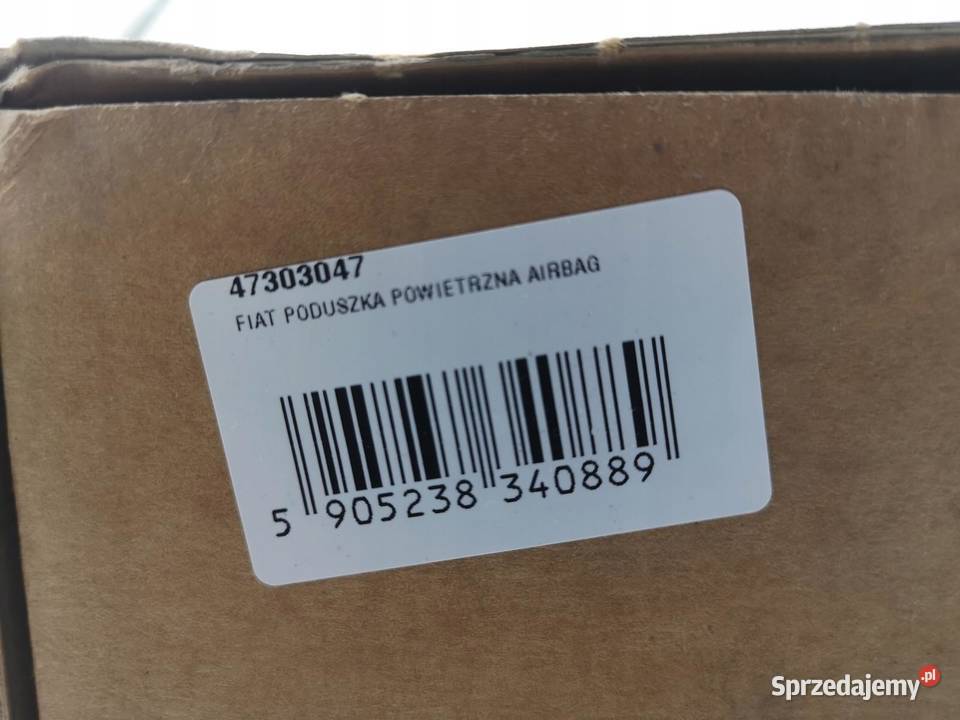 47303047
FIAT PODUSZKA POWIETRZNA AIRBAG
5 905238 340889
Sprzedajemy.pl